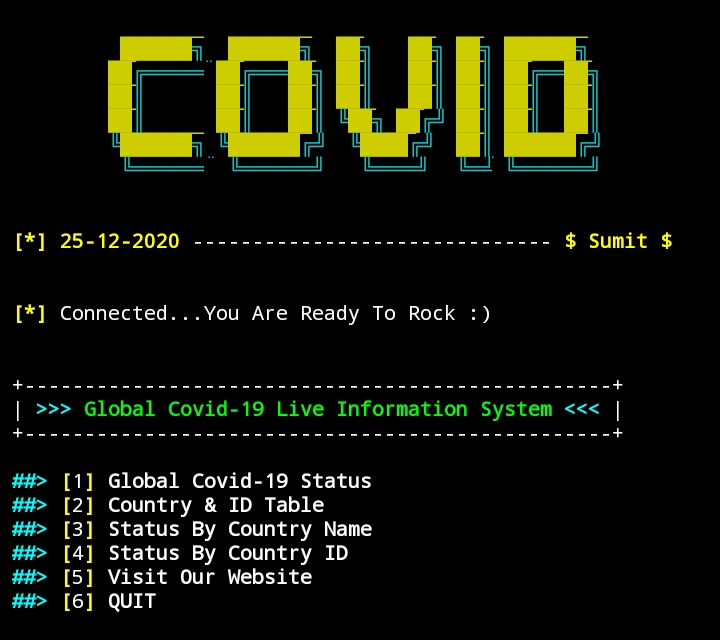 COVID
[*] 25-12-2020 ------------------------------ $ Sumit $
[*] Connected...You Are Ready To Rock :)
+-------------------------------------------------+
| >>> Global Covid-19 Live Information System <<< |
+-------------------------------------------------+
##> [1] Global Covid-19 Status
##> [2] Country & ID Table
##> [3] Status By Country Name
##> [4] Status By Country ID
##> [5] Visit Our Website
##> [6] QUIT